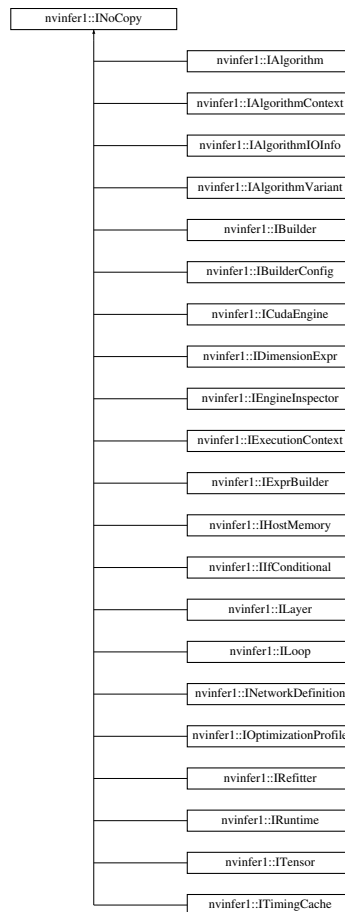 nvinfer1::INoCopy
nvinfer1::IAlgorithm
nvinfer1::IAlgorithmContext
nvinfer1::IAlgorithmIOInfo
nvinfer1::IAlgorithmVariant
nvinfer1::IBuilder
nvinfer1::IBuilderConfig
nvinfer1::ICudaEngine
nvinfer1::IDimensionExpr
nvinfer1::IEngineInspector
nvinfer1::IExecutionContext
nvinfer1::IExprBuilder
nvinfer1::IHostMemory
nvinfer1::IIfConditional
nvinfer1::ILayer
nvinfer1::ILoop
nvinfer1::INetworkDefinition
nvinfer1::IOptimizationProfile
nvinfer1::IRefitter
nvinfer1::IRuntime
nvinfer1::ITensor
nvinfer1::ITimingCache